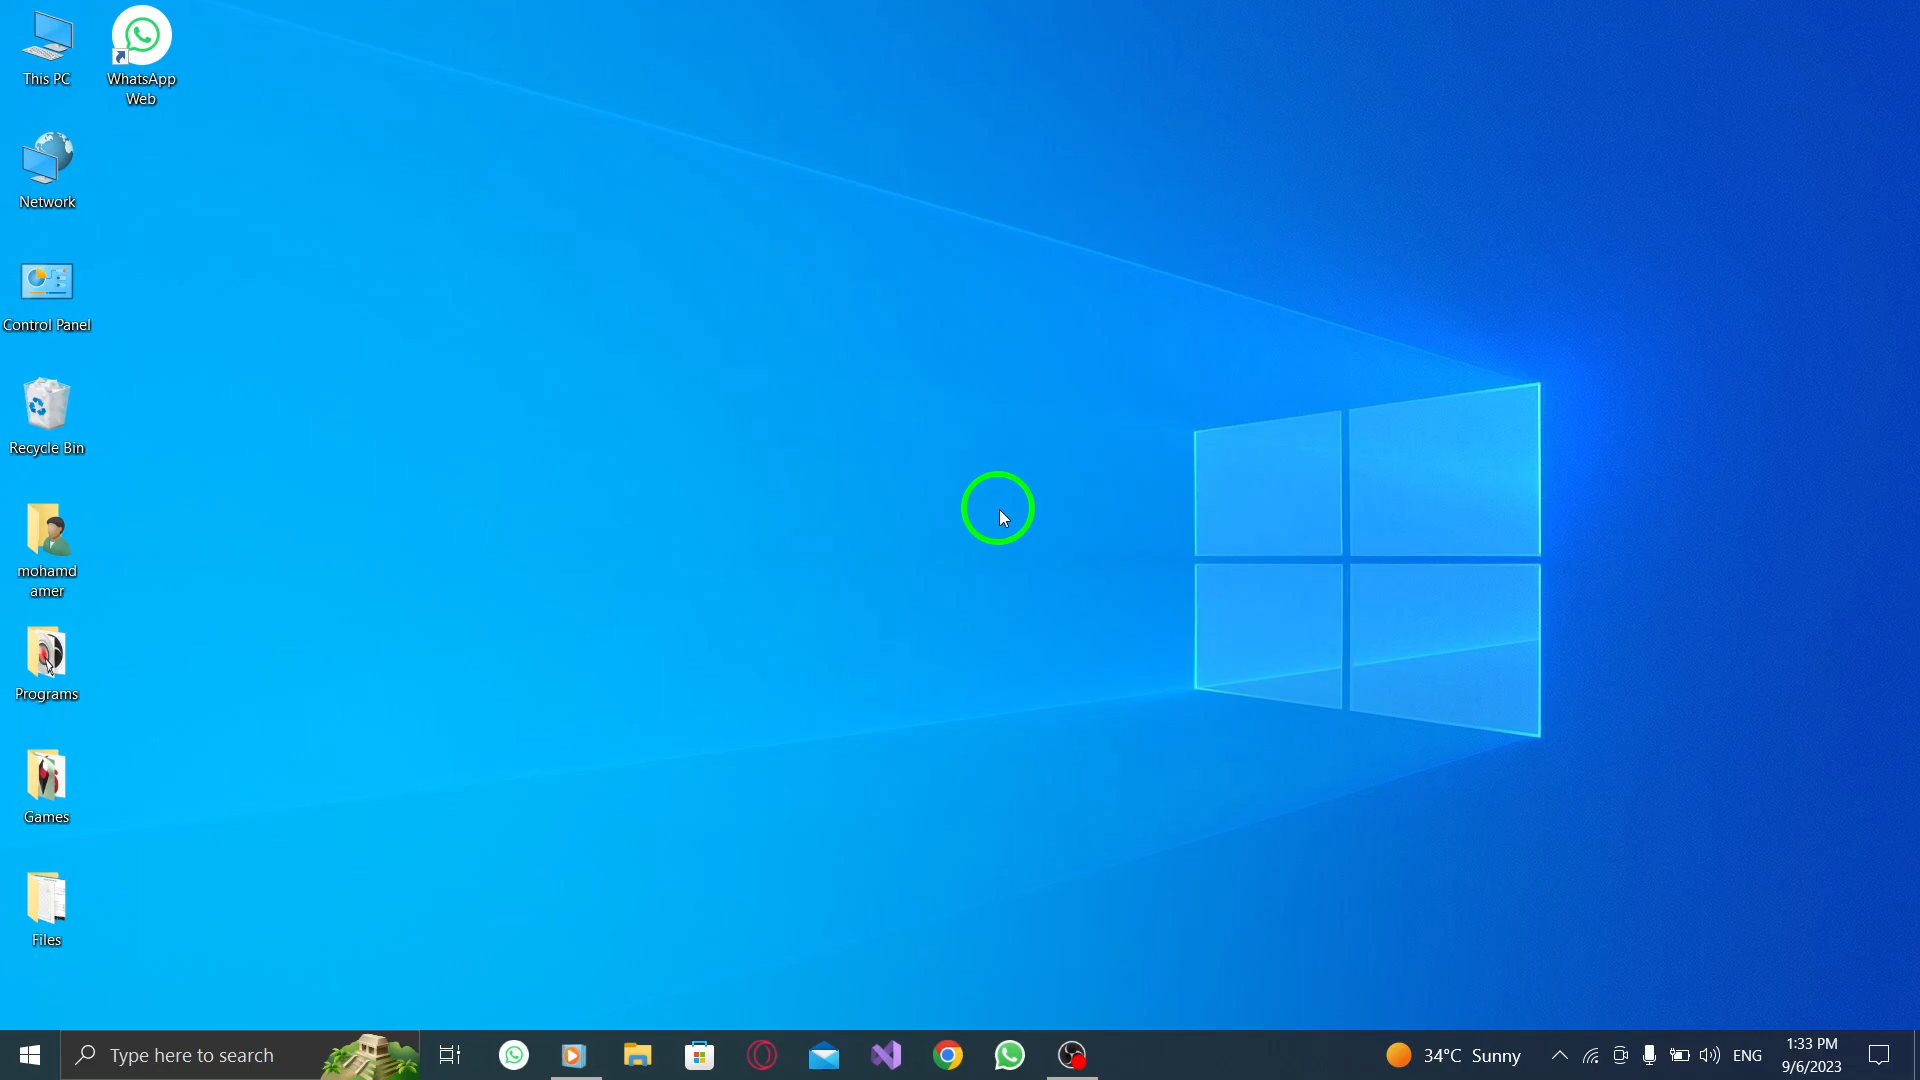 This PC
WhatsApp
Web
Network
Control Panel
Recycle Bin
mohamd
amer
Programs
Games
Files
Type here to search
34°C Sunny
ENG
1:33 PM
9/6/2023